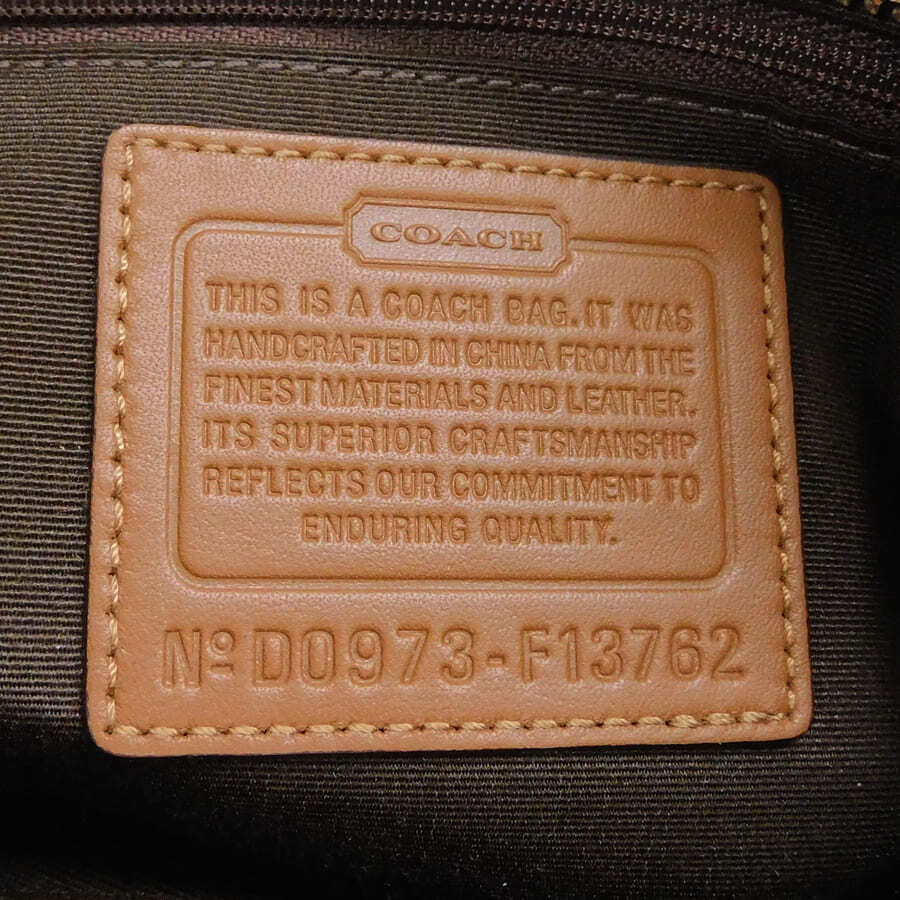 COACH
THIS IS A COACH BAG. IT WAS
HANDCRAFTED IN CHINA FROM THE
FINEST MATERIALS AND LEATHER.
ITS SUPERIOR CRAFTSMANSHIP
REFLECTS OUR COMMITMENT TO
ENDURING QUALITY.
Nº D0973-F13762